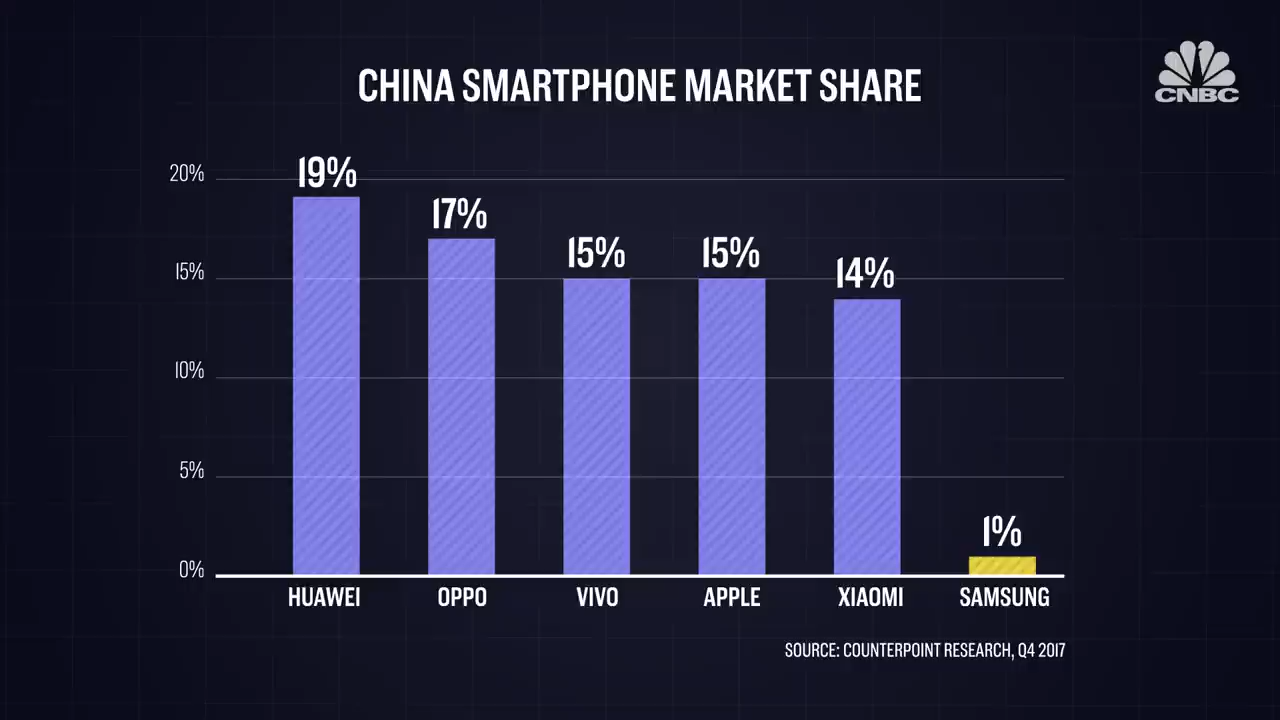 CHINA SMARTPHONE MARKET SHARE
CNBC
20%
15%
10%
5%
0%
19%
17%
15%
15%
14%
1%
HUAWEI
OPPO
VIVO
APPLE
XIAOMI
SAMSUNG
SOURCE: COUNTERPOINT RESEARCH, Q4 2017